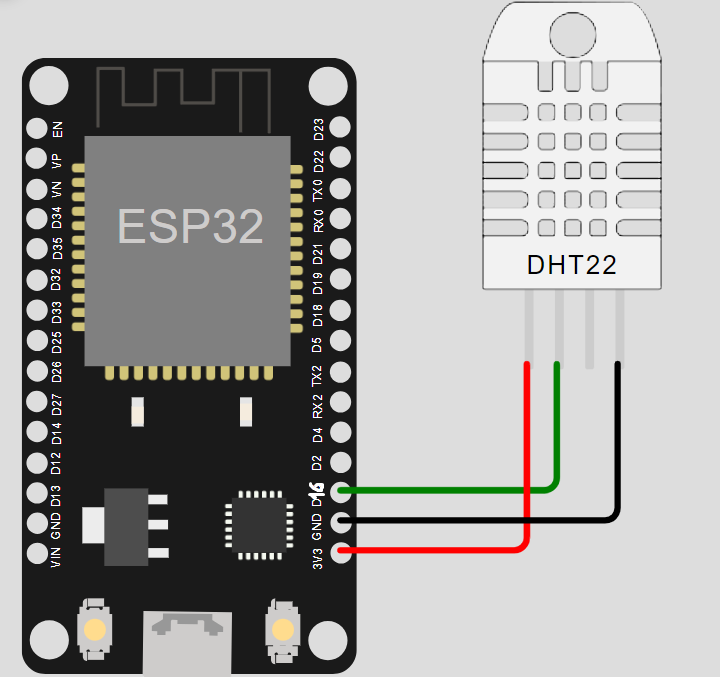 ESP32
EN
VP
VN
D34
D35
D32
D33
D25
D26
D27
D14
D12
D13
GND
VIN
D23
D22
TX0
RX0
D21
D19
D18
D5
TX2
RX2
D4
D2
GND
3V3
DHT22